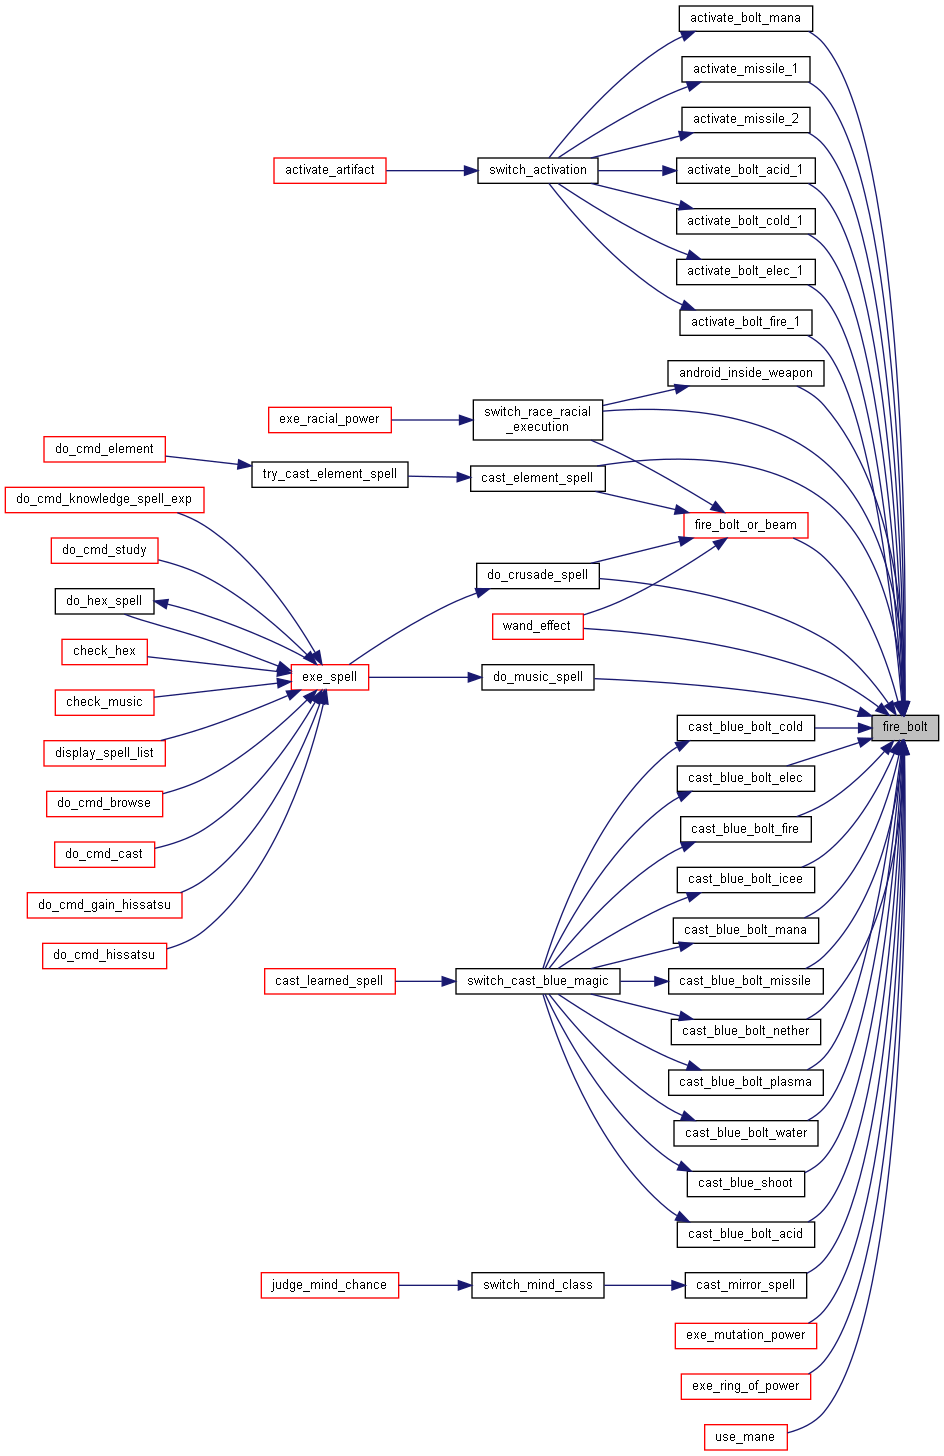 activate_bolt_mana
activate_missile_1
activate_missile_2
activate_artifact
switch_activation
activate_bolt_acid_1
activate_bolt_cold_1
activate_bolt_elec_1
activate_bolt_fire_1
android_inside_weapon
exe_racial_power
switch_race_racial
_execution
do_cmd_element
try_cast_element_spell
cast_element_spell
do_cmd_knowledge_spell_exp
fire_bolt_or_beam
do_cmd_study
do_crusade_spell
do_hex_spell
wand_effect
check_hex
exe_spell
do_music_spell
check_music
fire_bolt
cast_blue_bolt_cold
display_spell_list
cast_blue_bolt_elec
do_cmd_browse
cast_blue_bolt_fire
do_cmd_cast
cast_blue_bolt_icee
do_cmd_gain_hissatsu
cast_blue_bolt_mana
do_cmd_hissatsu
cast_learned_spell
switch_cast_blue_magic
cast_blue_bolt_missile
cast_blue_bolt_nether
cast_blue_bolt_plasma
cast_blue_bolt_water
cast_blue_shoot
cast_blue_bolt_acid
judge_mind_chance
switch_mind_class
cast_mirror_spell
exe_mutation_power
exe_ring_of_power
use_mane